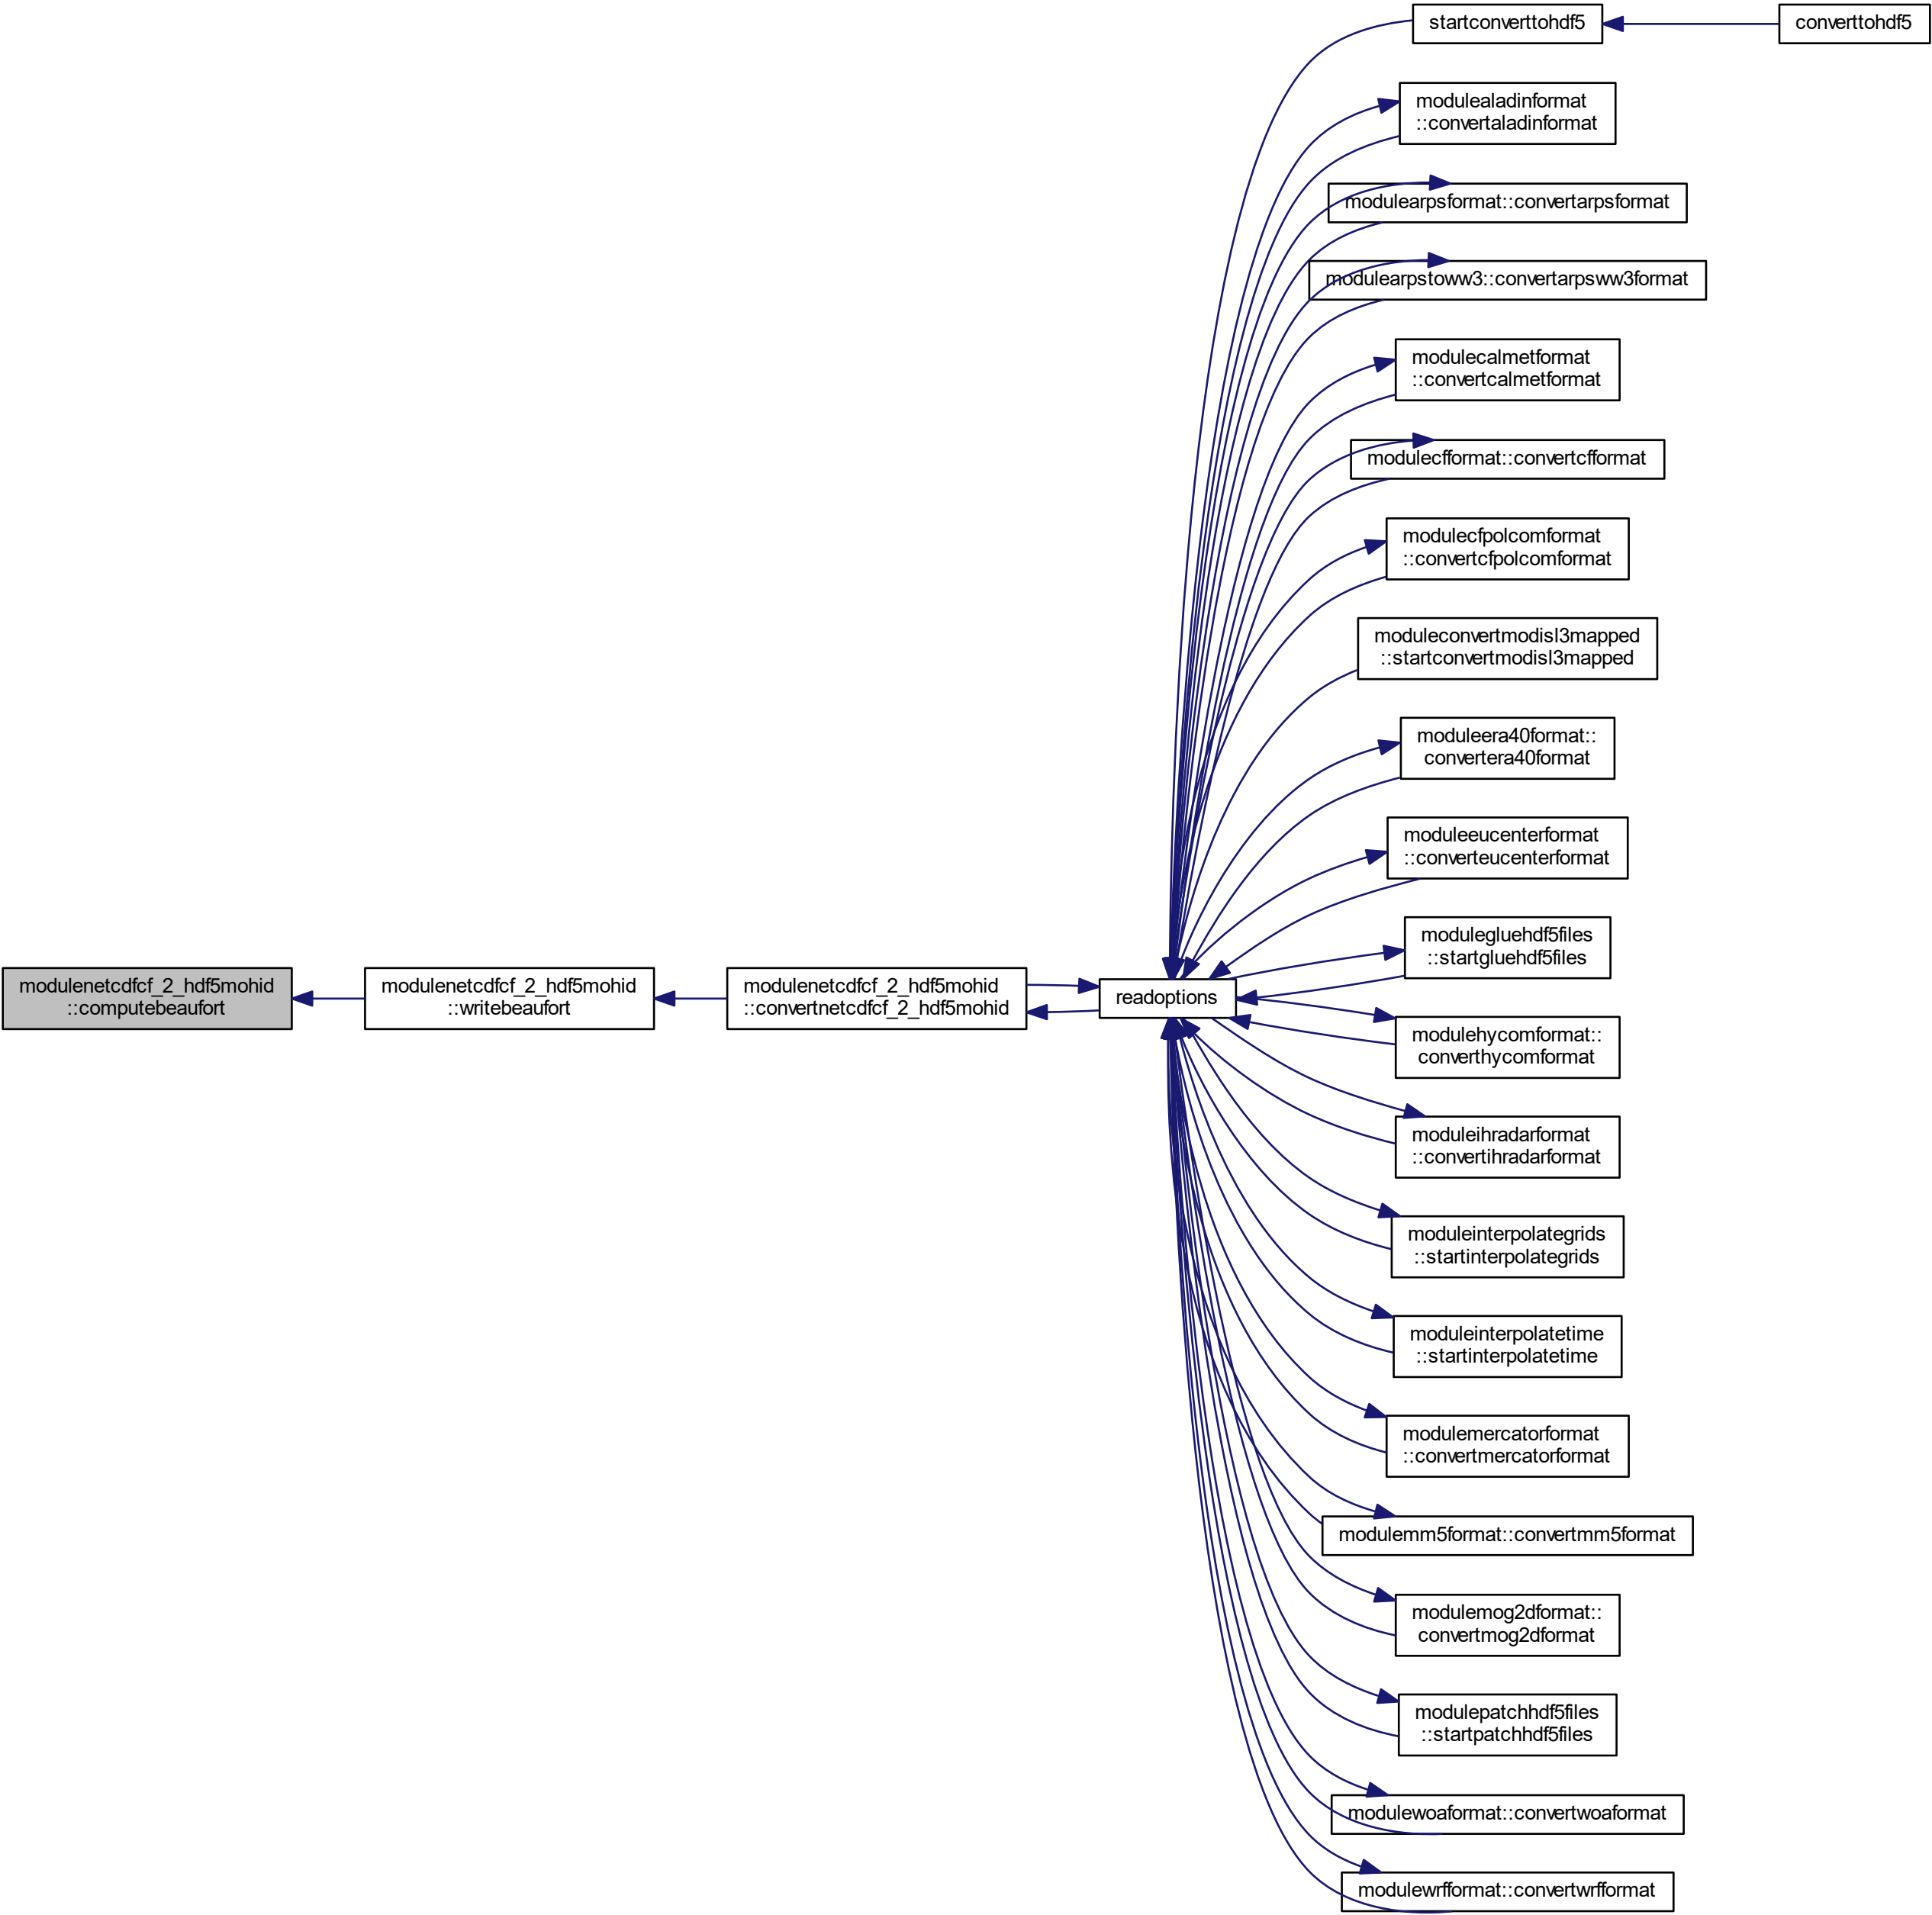 startconverttohdf5
converttohdf5
modulealadinformat
::convertaladinformat
modulearpsformat::convertarpsformat
modulearpstoww3::convertarpsww3format
modulecalmetformat
::convertcalmetformat
modulecfformat::convertcfformat
modulecfpolcomformat
::convertcfpolcomformat
moduleconvertmodisl3mapped
::startconvertmodisl3mapped
moduleera40format::
convertera40format
moduleeucenterformat
::converteucenterformat
modulegluehdf5files
::startgluehdf5files
modulenetcdfcf_2_hdf5mohid
::computebeaufort
modulenetcdfcf_2_hdf5mohid
::writebeaufort
modulenetcdfcf_2_hdf5mohid
::convertnetcdfcf_2_hdf5mohid
readoptions
modulehycomformat::
converthycomformat
moduleihradarformat
::convertihradarformat
moduleinterpolategrids
::startinterpolategrids
moduleinterpolatetime
::startinterpolatetime
modulemercatorformat
::convertmercatorformat
modulemm5format::convertmm5format
modulemog2dformat::
convertmog2dformat
modulepatchhdf5files
::startpatchhdf5files
modulewoaformat::convertwoaformat
modulewrfformat::convertwrfformat